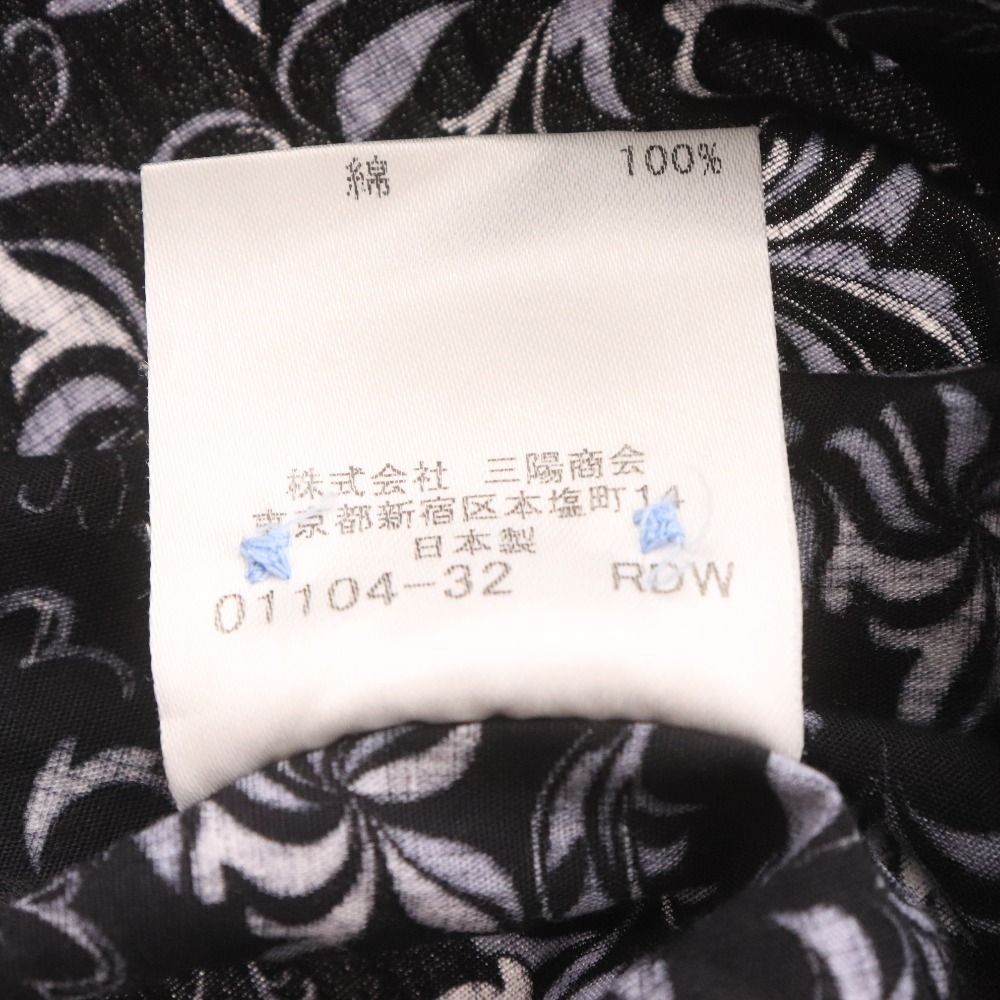 綿 100%
株式会社 三陽商会
東京都新宿区本塩町14
日本製
01104-32 RDW